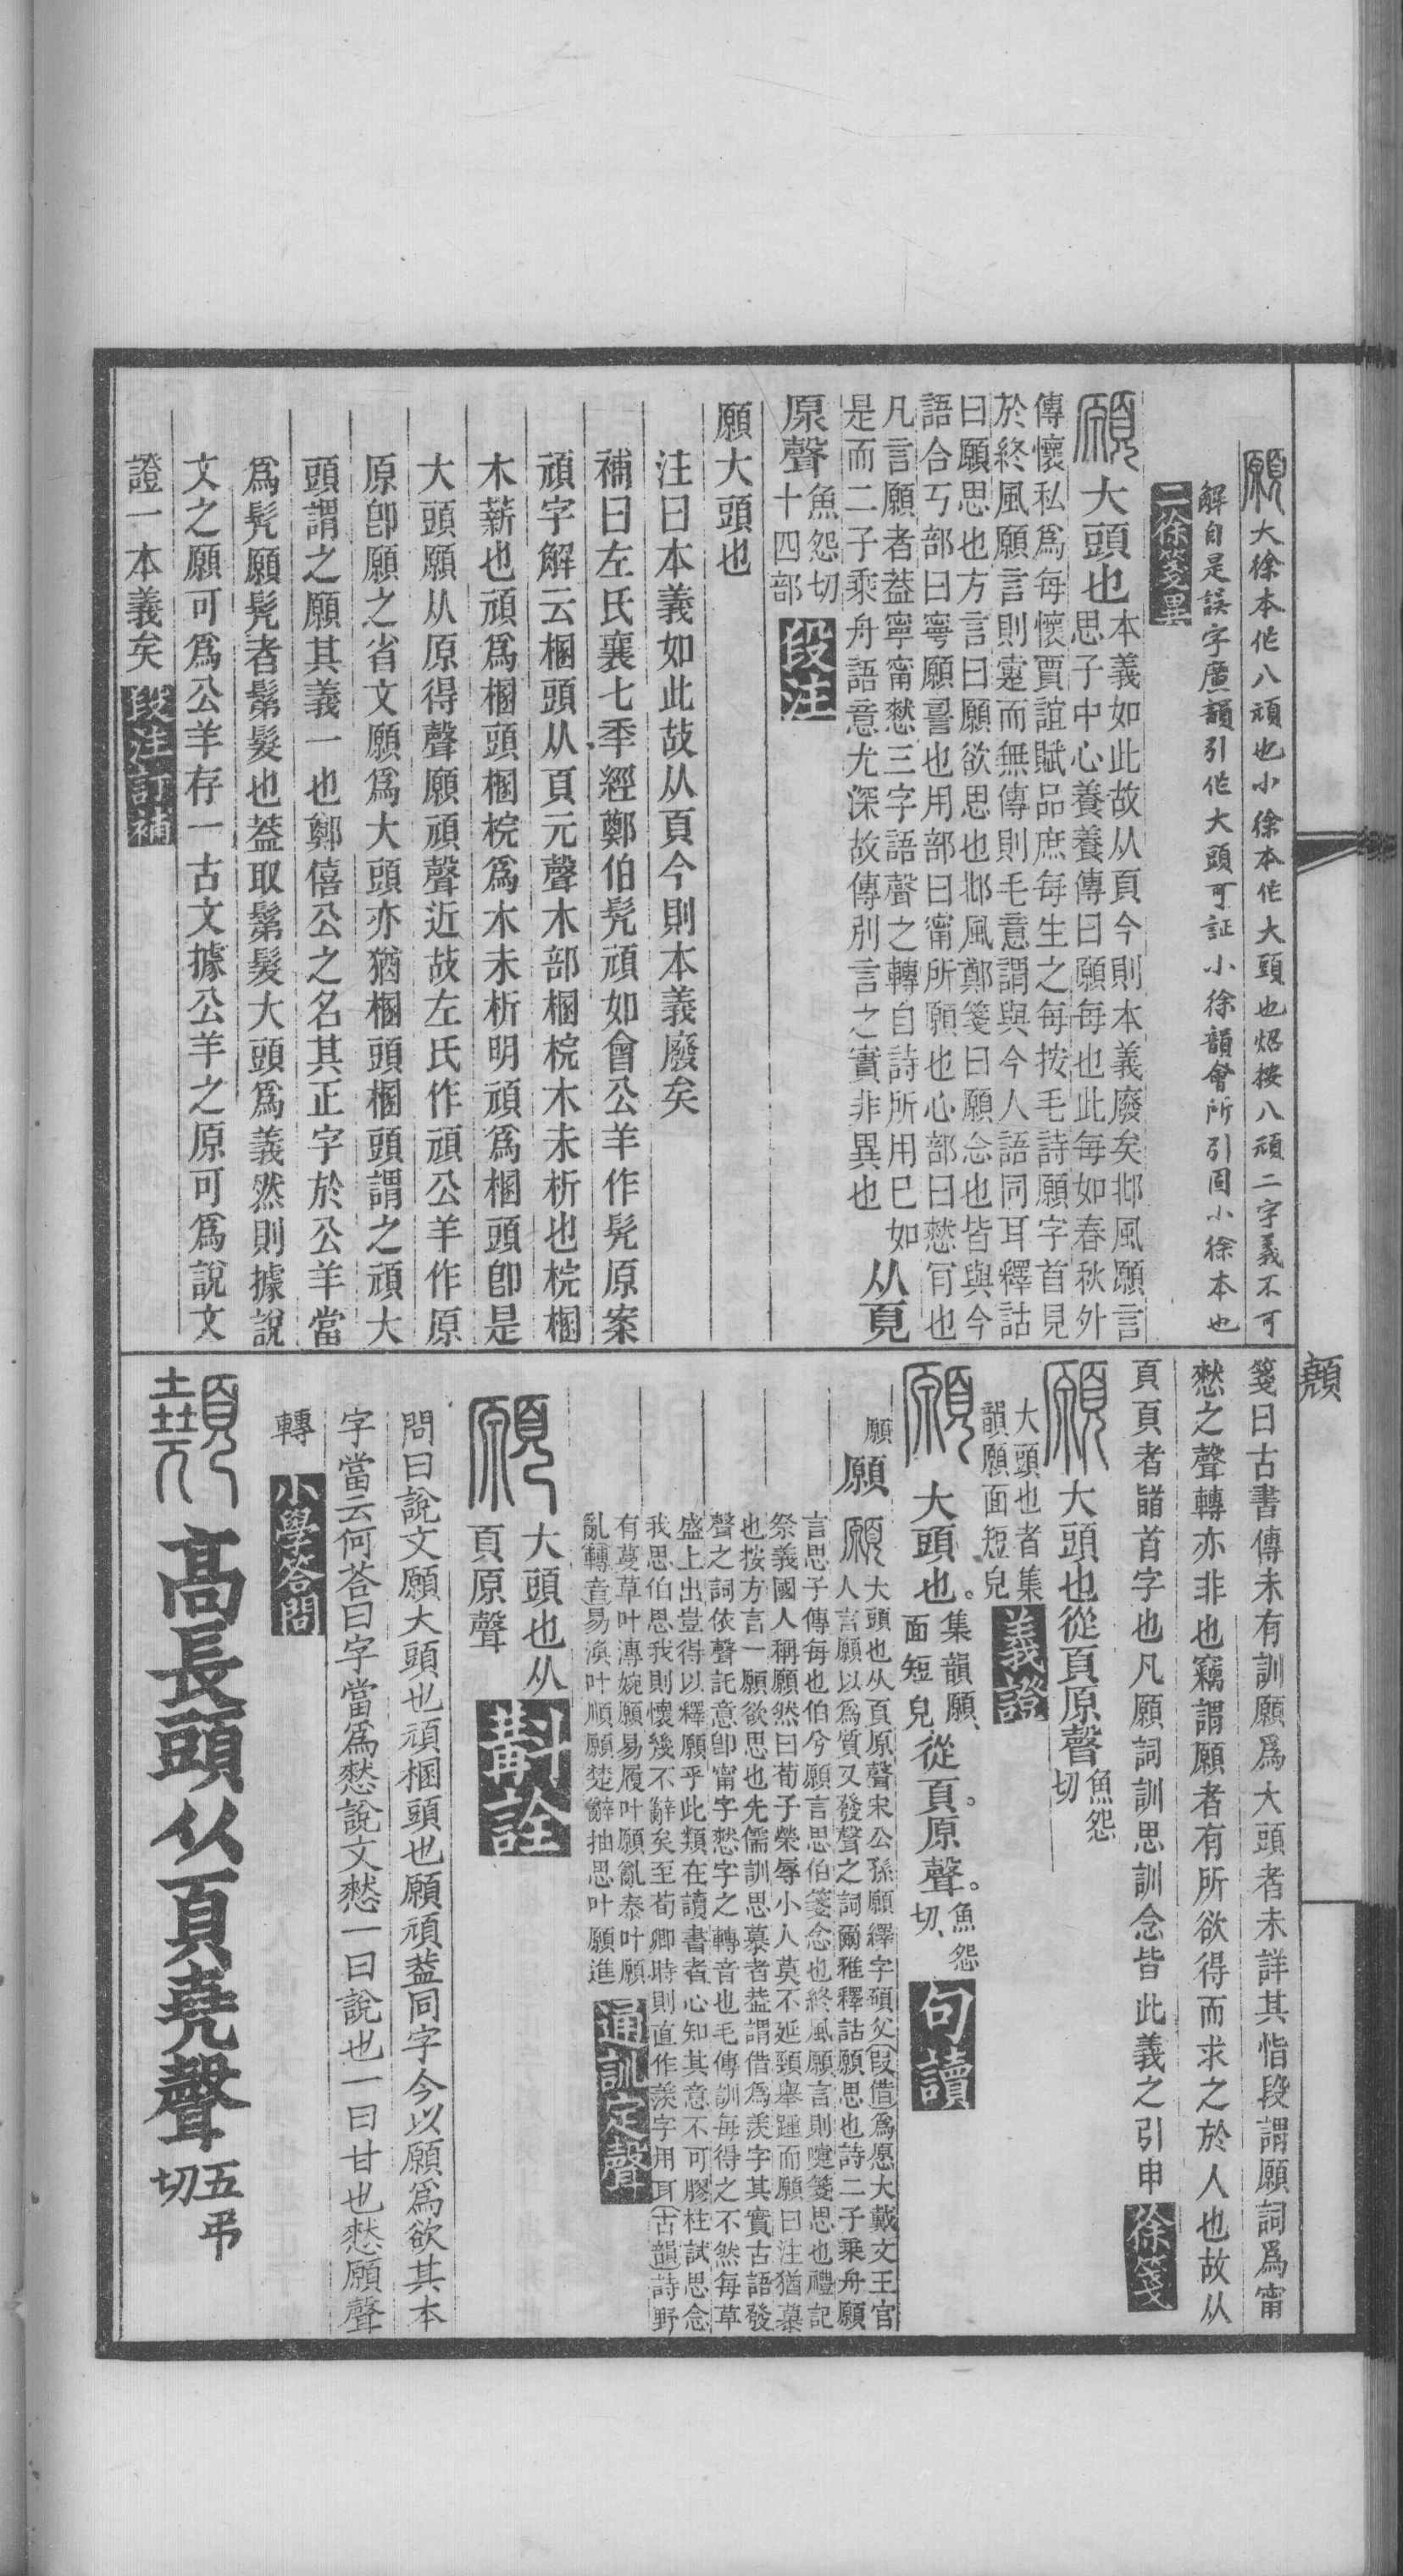 願大徐本作八頑也小徐本作大頭也炤按八頑二字義不可
解自是誤字廣韻引作大頭可証小徐韻會所引固小徐本也
二徐箋異
願大頭也
本義如此故从頁今則本義廢矣邶風願言
思子中心養養傳曰願每也此每如春秋外
傳懷私爲每懷賈誼賦品庶每生之每按毛詩願字首見
於終風願言則疐而無傳則毛意謂與今人語同耳釋詁
曰願思也方言曰願欲思也邶風鄭箋曰願念也皆與今
語合丂部曰寧願䛐也用部曰甯所願也心部曰憖肎也
凡言願者葢寧甯憖三字語聲之轉自詩所用已如
是而二子乘舟語意尤深故傳別言之實非異也
从頁
原聲
魚怨切
十四部
段注
願大頭也
注曰本義如此故从頁今則本義廢矣
補曰左氏襄七秊經鄭伯髠頑如會公羊作髠原案
頑字解云梱頭从頁元聲木部梱梡木未析也梡梱
木薪也頑爲梱頭梱梡爲木未析明頑爲梱頭卽是
大頭願从原得聲願頑聲近故左氏作頑公羊作原
原卽願之省文願爲大頭亦猶梱頭梱頭謂之頑大
頭謂之願其義一也鄭僖公之名其正字於公羊當
爲髠願髠者鬀髮也葢取鬀髮大頭爲義然則據說
文之願可爲公羊存一古文據公羊之原可爲說文
證一本義矣
段注訂補
顤
箋曰古書傳未有訓願爲大頭者未詳其恉段謂願詞爲甯
憖之聲轉亦非也竊謂願者有所欲得而求之於人也故从
頁頁者䭫首字也凡願詞訓思訓念皆此義之引申
徐箋
願大頭也從頁原聲
魚怨
切
大頭也者集
韻願面短皃
義證
願大頭也。
集韻願、
面短皃
從頁。原聲。
魚怨
切、
句讀
願
願
願大頭也从頁原聲宋公孫願繹字碩父叚借爲愿大戴文王官
人言願以爲質又發聲之詞爾雅釋詁願思也詩二子乘舟願
言思子傳每也伯兮願言思伯箋念也終風願言則嚏箋思也禮記
祭義國人稱願然曰荀子榮辱小人莫不延頸舉踵而願曰注猶慕
也按方言一願欲思也先儒訓思慕者葢謂借爲羨字其實古語發
聲之詞依聲託意卽甯字憖字之轉音也毛傳訓每得之不然每草
盛上出豈得以釋願乎此類在讀書者心知其意不可膠柱試思念
我思伯思我則懷幾不辭矣至荀卿時則直作羨字用耳古韻詩野
有蔓草叶漙婉願易履叶願亂泰叶願
亂轉音易渙叶順願楚辭抽思叶願進
通訓定聲
願
大頭也从
頁原聲
斠詮
問曰說文願大頭也頑梱頭也願頑葢同字今以願爲欲其本
字當云何荅曰字當爲憖說文憖一曰說也一曰甘也憖願聲
轉
小學答問
顤高長頭从頁堯聲
五弔
切